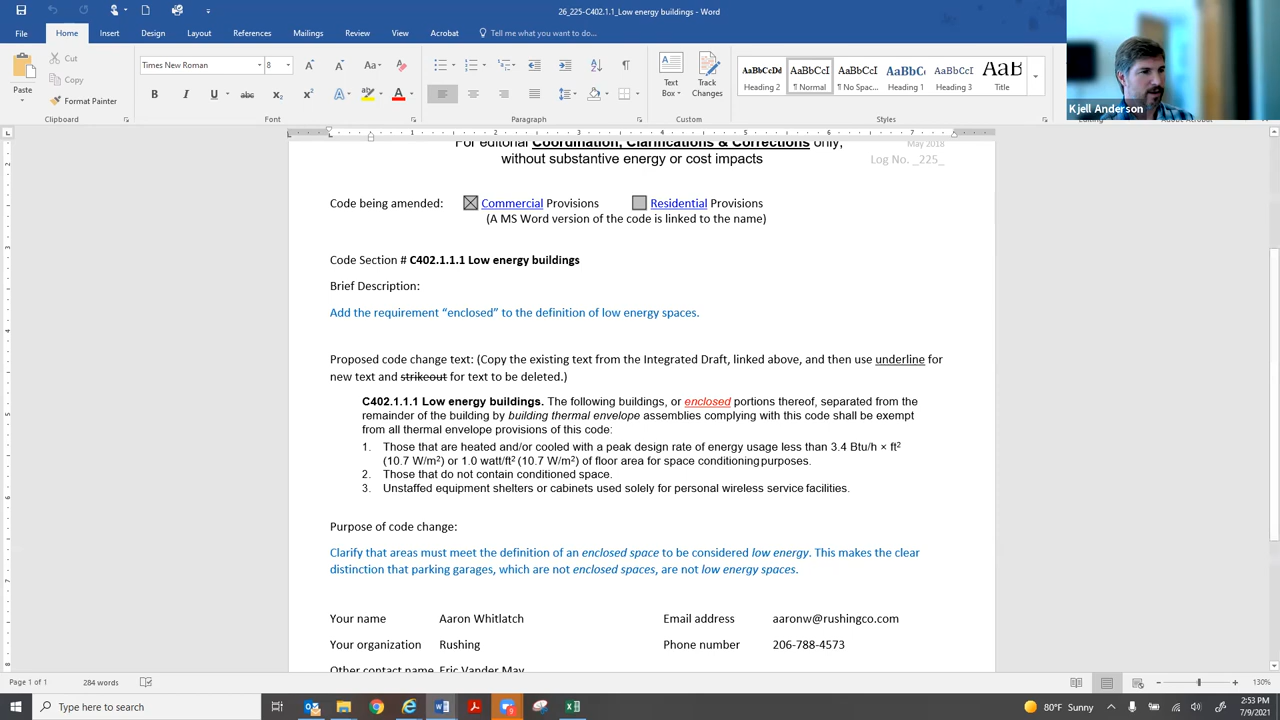 26_225-C402.1.1_Low energy buildings - Word
File Home Insert Design Layout References Mailings Review View Acrobat Tell me what you want to do...
Cut
Copy
Paste Format Painter
Clipboard
Times New Roman 8
Font
Paragraph
Text Box Track Changes
AaBbCcDd AaBbCcI AaBbCcI AaBbC AaBbCcI AaB
Heading 2 ¶ Normal ¶ No Spac... Heading 1 Heading 3 Title
Styles
Kjell Anderson
For editorial Coordination, Clarifications & Corrections only,
without substantive energy or cost impacts
May 2018
Log No. _225_
Code being amended: Commercial Provisions Residential Provisions
(A MS Word version of the code is linked to the name)
Code Section # C402.1.1.1 Low energy buildings
Brief Description:
Add the requirement “enclosed” to the definition of low energy spaces.
Proposed code change text: (Copy the existing text from the Integrated Draft, linked above, and then use underline for
new text and strikeout for text to be deleted.)
C402.1.1.1 Low energy buildings. The following buildings, or enclosed portions thereof, separated from the
remainder of the building by building thermal envelope assemblies complying with this code shall be exempt
from all thermal envelope provisions of this code:
1. Those that are heated and/or cooled with a peak design rate of energy usage less than 3.4 Btu/h × ft²
(10.7 W/m²) or 1.0 watt/ft² (10.7 W/m²) of floor area for space conditioning purposes.
2. Those that do not contain conditioned space.
3. Unstaffed equipment shelters or cabinets used solely for personal wireless service facilities.
Purpose of code change:
Clarify that areas must meet the definition of an enclosed space to be considered low energy. This makes the clear
distinction that parking garages, which are not enclosed spaces, are not low energy spaces.
Your name Aaron Whitlatch Email address aaronw@rushingco.com
Your organization Rushing Phone number 206-788-4573
Other contact name Eric Vander May
Page 1 of 1 284 words 130%
Type here to search 80°F Sunny 2:53 PM
7/9/2021